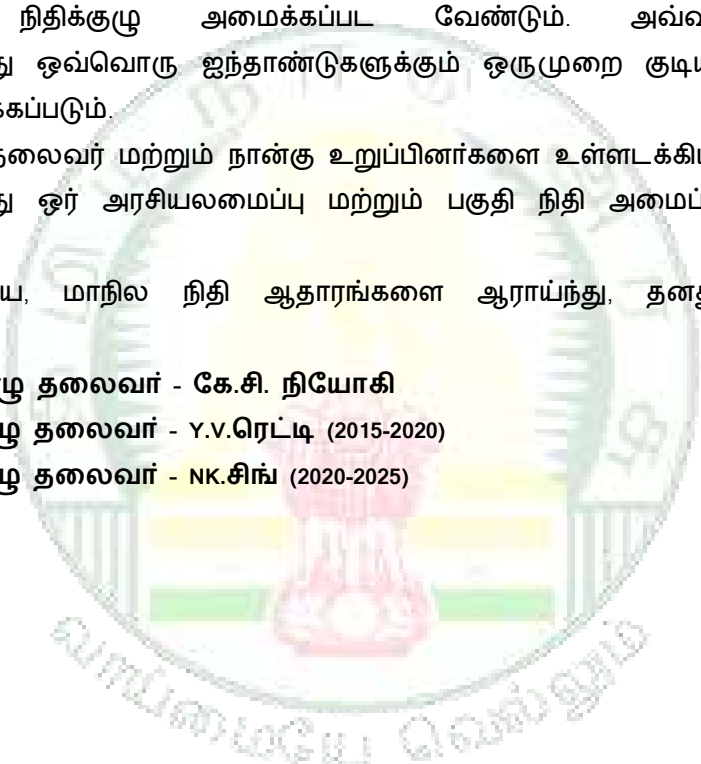 நிதிக்குழு அமைக்கப்பட வேண்டும். அவ்வ
து ஒவ்வொரு ஐந்தாண்டுகளுக்கும் ஒருமுறை குடிய
க்கப்படும்.
தலைவர் மற்றும் நான்கு உறுப்பினர்களை உள்ளடக்கிய
து ஒர் அரசியலமைப்பு மற்றும் பகுதி நிதி அமைப்
ய, மாநில நிதி ஆதாரங்களை ஆராய்ந்து, தனது
ழு தலைவர் - கே.சி. நியோகி
ழு தலைவர் - Y.V.ரெட்டி (2015-2020)
ழு தலைவர் - NK.சிங் (2020-2025)
வாய்மையே வெல்லும்